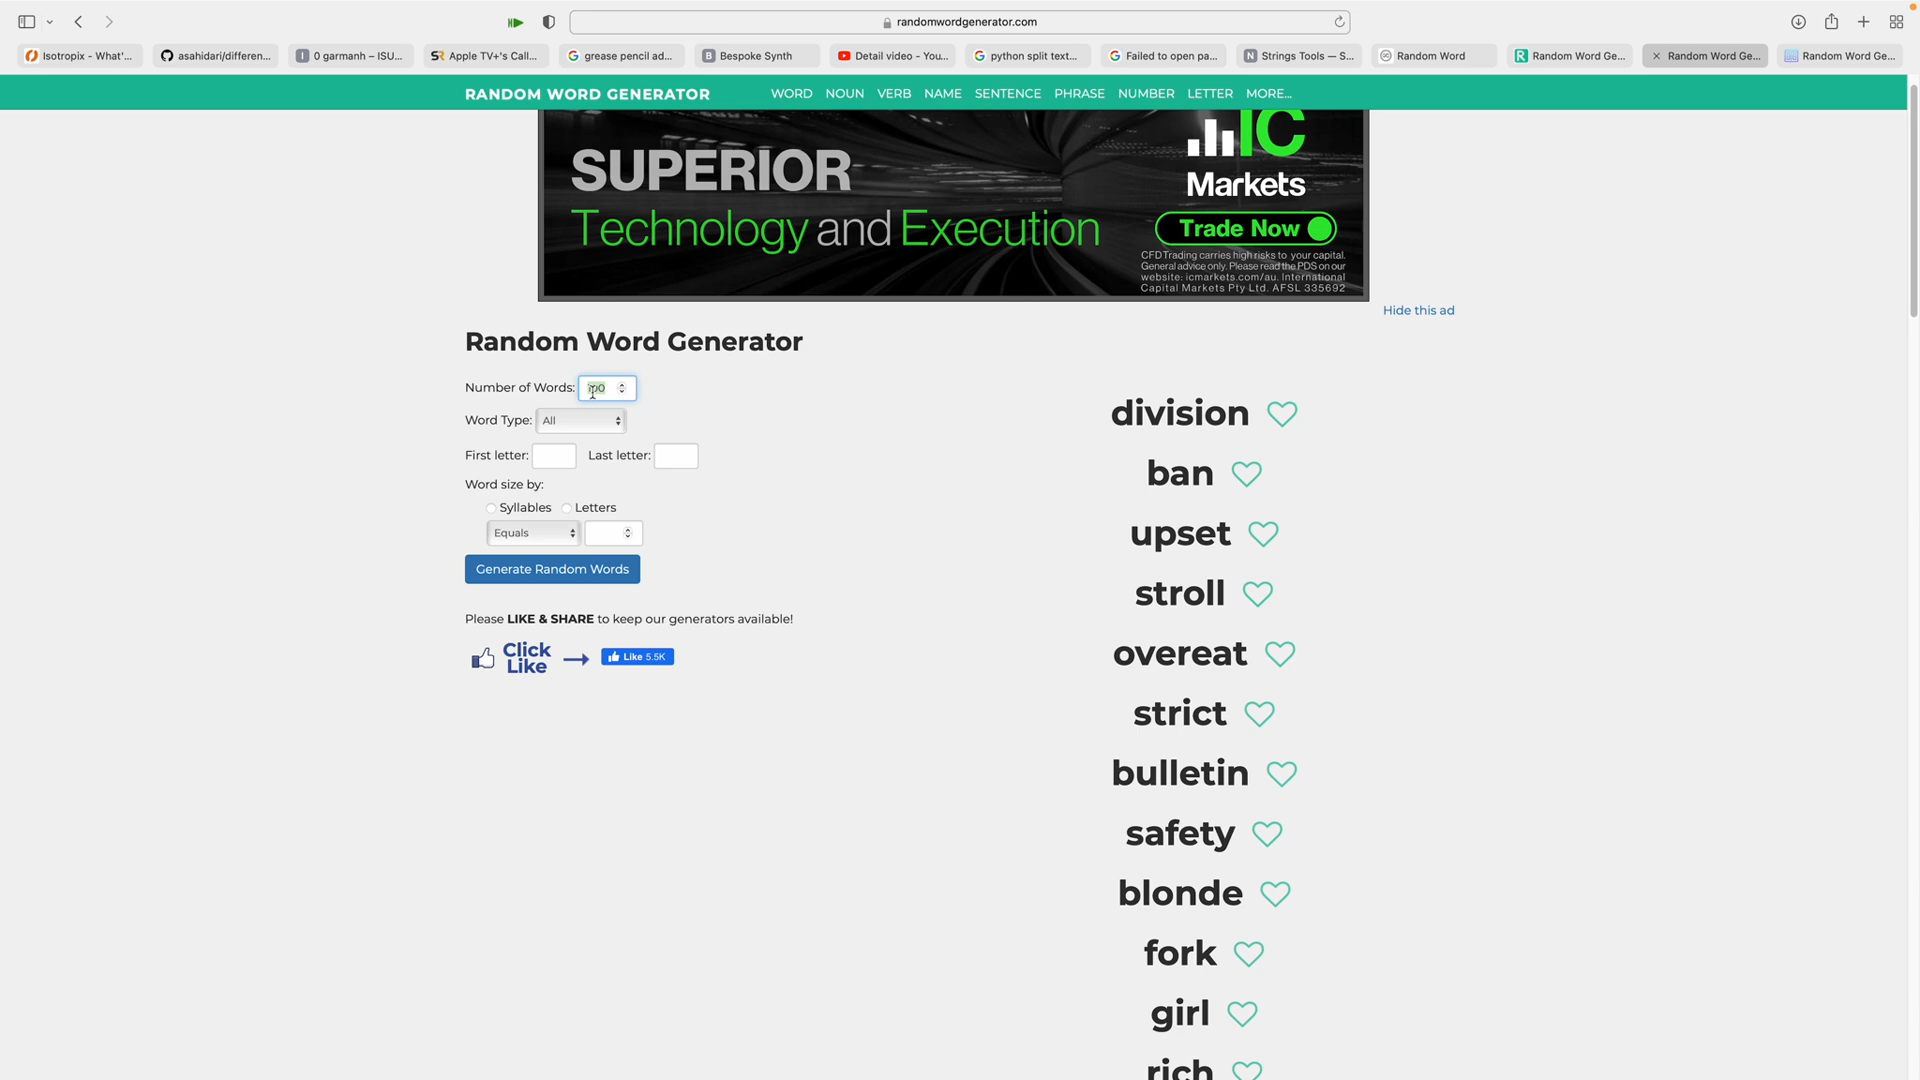 randomwordgenerator.com
Isotropix - What'...
asahidari/differen...
0 garmanh – ISU...
Apple TV+'s Call...
grease pencil ad...
Bespoke Synth
Detail video - You...
python split text...
Failed to open pa...
Strings Tools — S...
Random Word
Random Word Ge...
Random Word Ge...
Random Word Ge...
RANDOM WORD GENERATOR
WORD
NOUN
VERB
NAME
SENTENCE
PHRASE
NUMBER
LETTER
MORE...
SUPERIOR
Technology and Execution
IC
Markets
Trade Now
CFD Trading carries high risks to your capital.
General advice only. Please read the PDS on our
website: icmarkets.com/au. International
Capital Markets Pty Ltd. AFSL 335692
Hide this ad
Random Word Generator
Number of Words:
Word Type: All
First letter: Last letter:
Word size by:
Syllables Letters
Equals
Generate Random Words
Please LIKE & SHARE to keep our generators available!
Click
Like
Like 5.5K
division
ban
upset
stroll
overeat
strict
bulletin
safety
blonde
fork
girl
rich